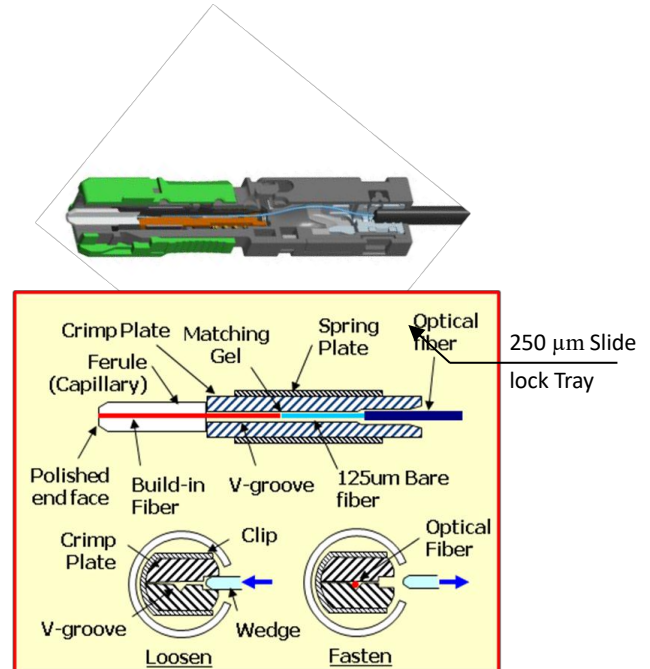 Crimp Plate
Matching
Gel
Spring
Plate
Optical
fiber
Ferule
(Capillary)
250 μm Slide
lock Tray
Polished
end face
Build-in
Fiber
V-groove
125um Bare
fiber
Crimp
Plate
Clip
Optical
Fiber
V-groove
Wedge
Loosen
Fasten